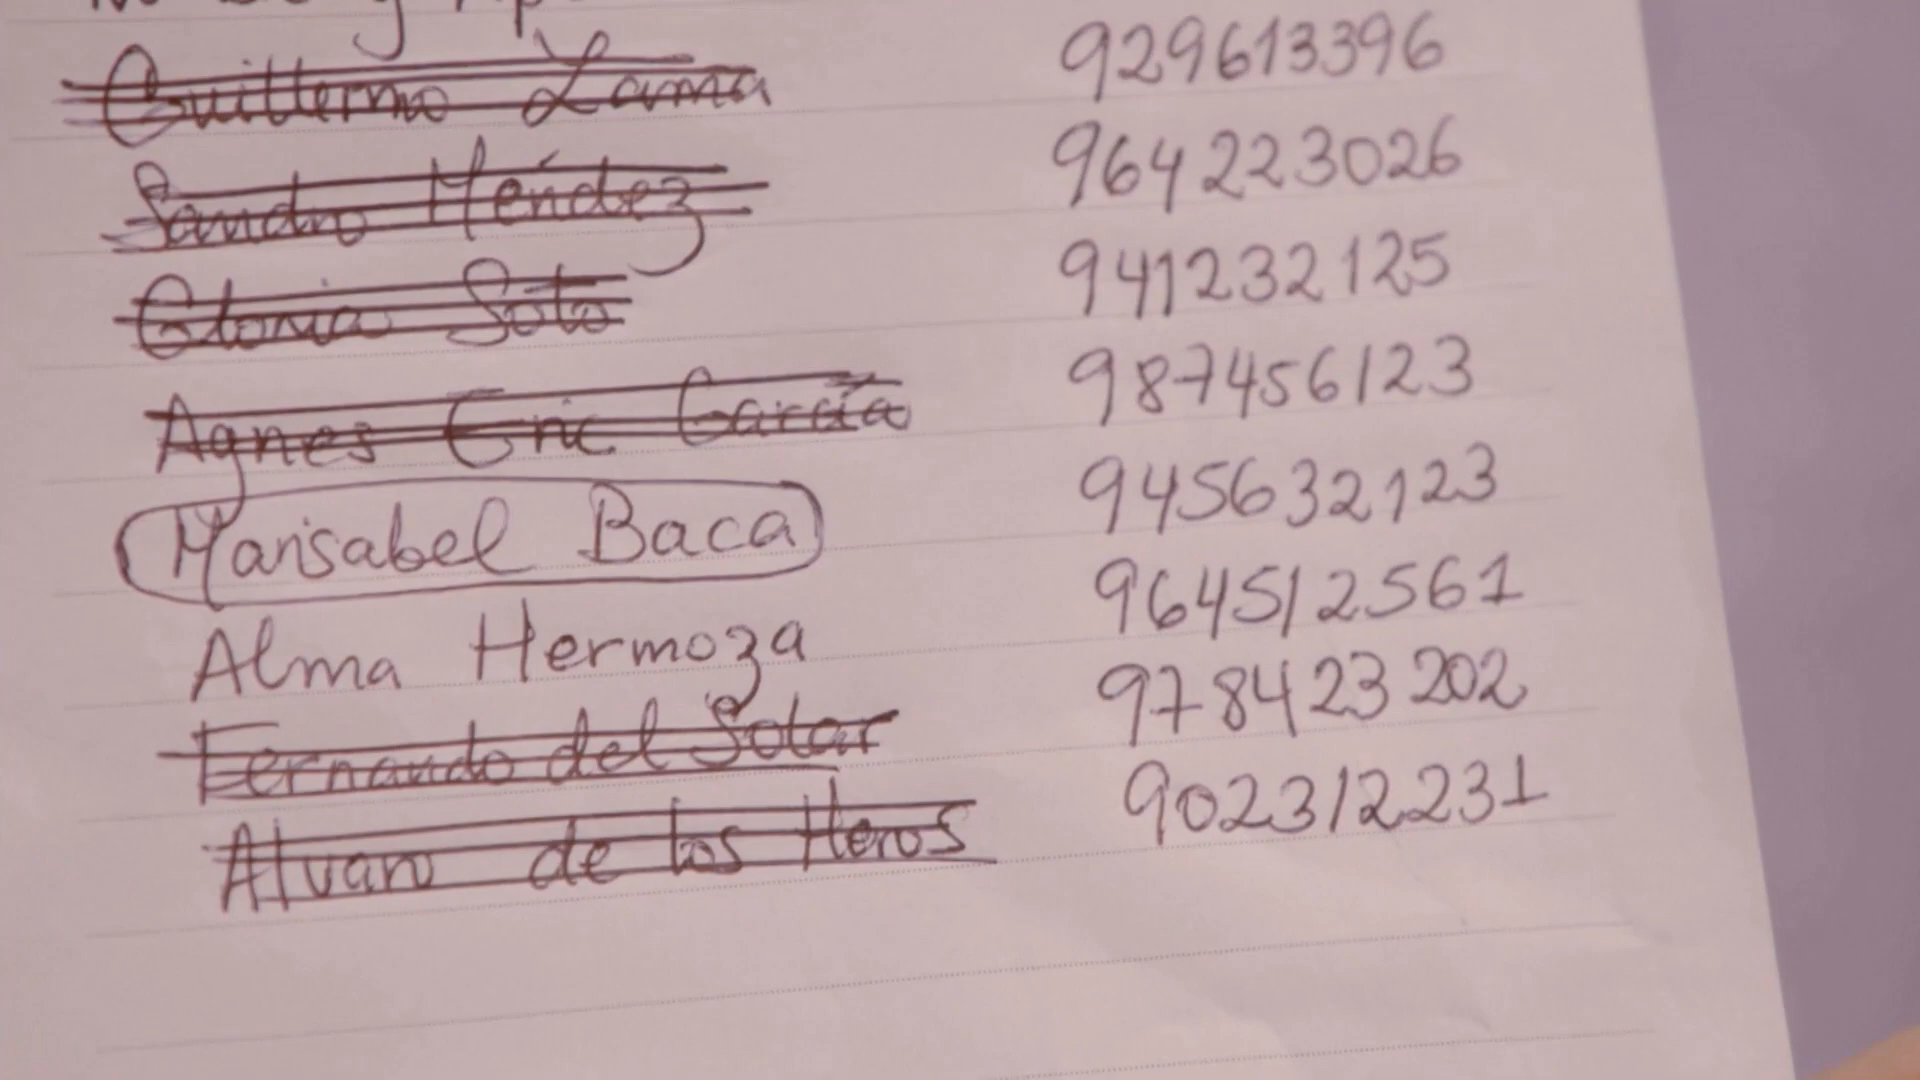 Guillermo Lama 929613396
Sandro Méndez 964223026
Gloria Soto 941232125
Agnes Eric García 987456123
Marisabel Baca 945632123
Alma Hermoza 964512561
Fernando del Solar 978423202
Alvaro de los Heros 902312231